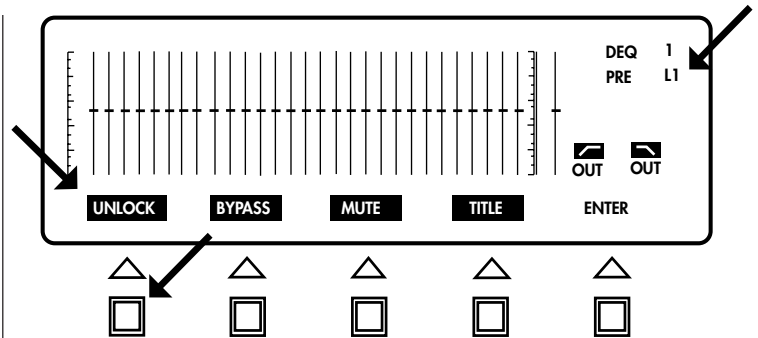 DEQ 1
PRE L1
OUT OUT
UNLOCK BYPASS MUTE TITLE ENTER